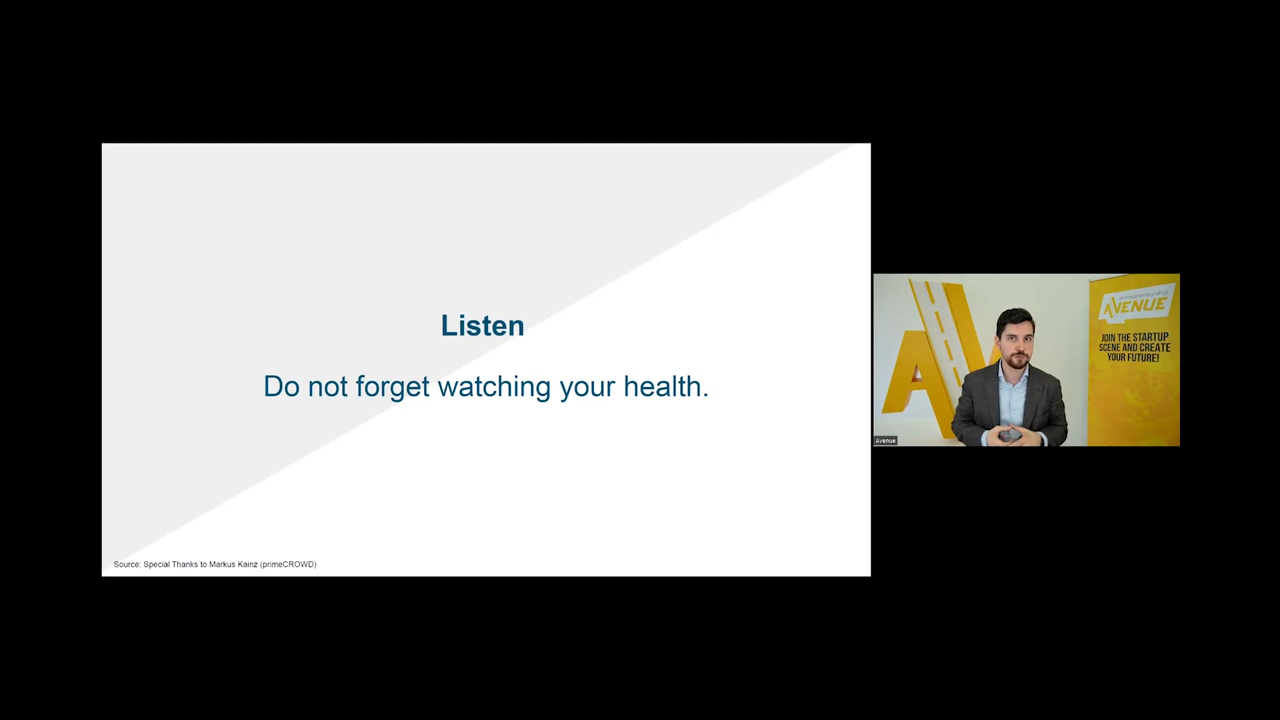 Listen
Do not forget watching your health.
Source: Special Thanks to Markus Kainz (primeCROWD)
AV
entrepreneurship
AVENUE
JOIN THE STARTUP
SCENE AND CREATE
YOUR FUTURE!
Avenue